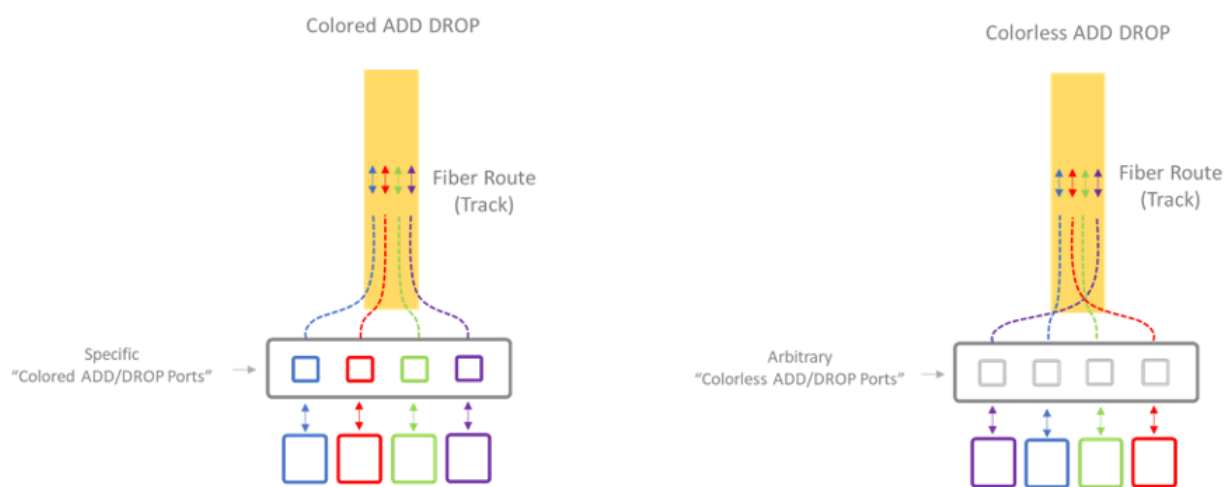 Colored ADD DROP
Fiber Route
(Track)
Specific
“Colored ADD/DROP Ports”
Colorless ADD DROP
Fiber Route
(Track)
Arbitrary
“Colorless ADD/DROP Ports”